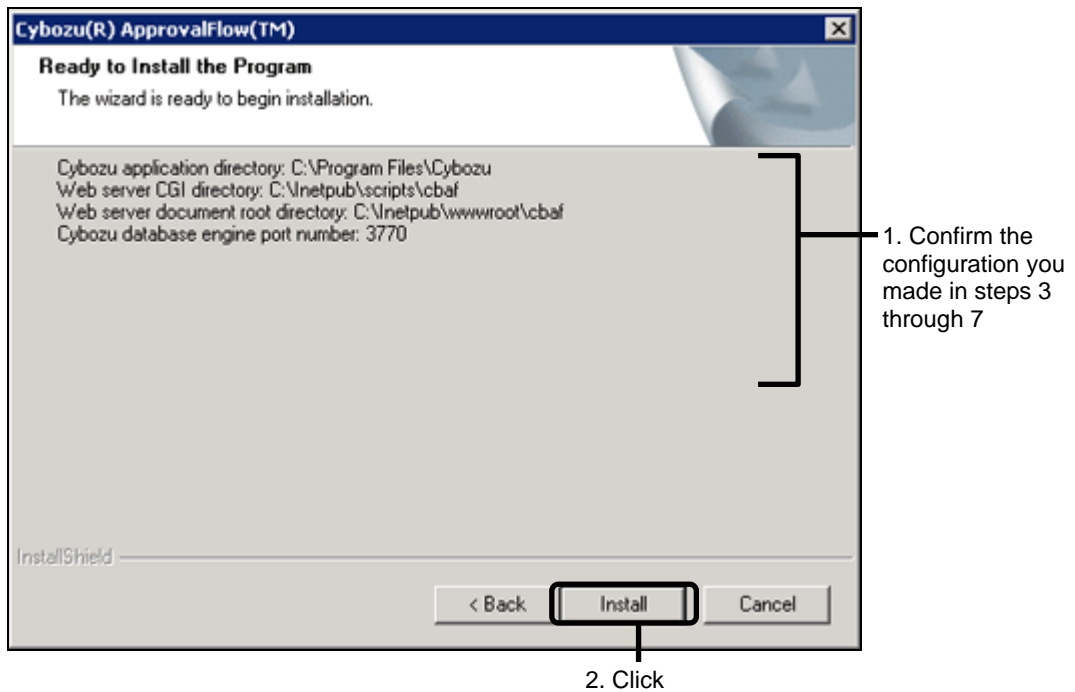 Cybozu(R) ApprovalFlow(TM)
Ready to Install the Program
The wizard is ready to begin installation.
Cybozu application directory: C:\Program Files\Cybozu
Web server CGI directory: C:\Inetpub\scripts\cbaf
Web server document root directory: C:\Inetpub\wwwroot\cbaf
Cybozu database engine port number: 3770
1. Confirm the
configuration you
made in steps 3
through 7
InstallShield
< Back
Install
Cancel
2. Click